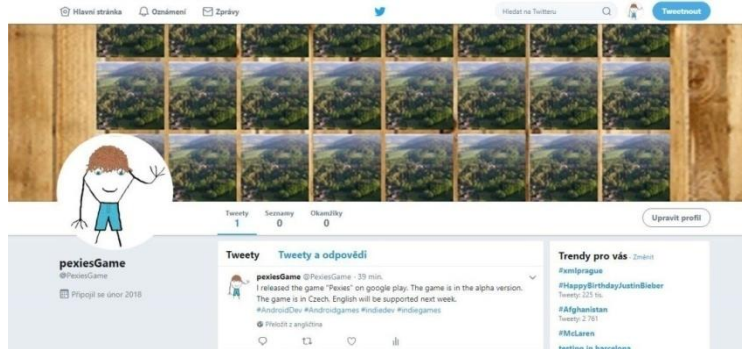 Hlavní stránka
Oznámení
Zprávy
Hledat na Twitteru
Tweetnout
Tweety
1
Seznamy
0
Okamžiky
0
Upravit profil
pexiesGame
@PexiesGame
Připojil se únor 2018
Tweety Tweety a odpovědi
pexiesGame @PexiesGame · 39 min.
I released the game "Pexies" on google play. The game is in the alpha version.
The game is in Czech. English will be supported next week.
#AndroidDev #Androidgames #indiedev #indiegames
Přeložit z angličtina
Trendy pro vás · Změnit
#xmlprague
#HappyBirthdayJustinBieber
Tweety: 225 tis.
#Afghanistan
Tweety: 2 761
#McLaren
testing in barcelona